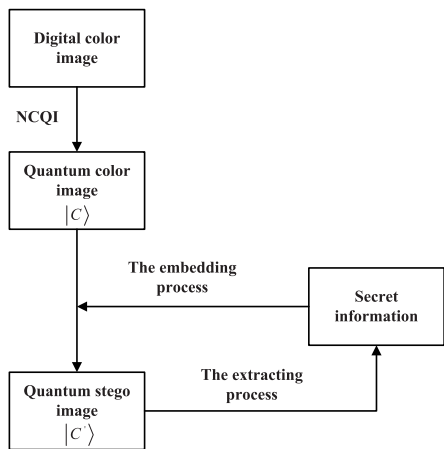 Digital color
image
NCQI
Quantum color
image
|C⟩
The embedding
process
Secret
information
Quantum stego
image
|C'⟩
The extracting
process